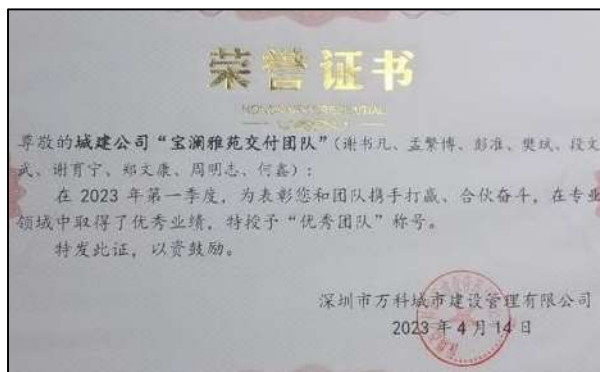 荣誉证书
尊敬的城建公司“宝澜雅苑交付团队”（谢书凡、孟繁博、彭准、樊斌、段文
武、谢育宁、郑文康、周明志、何鑫）：
在 2023 年第一季度，为表彰您和团队携手打赢、合伙奋斗，在专业
领域中取得了优秀业绩，特授予“优秀团队”称号。
特发此证，以资鼓励。
深圳市万科城市建设管理有限公司
2023 年 4 月 14 日